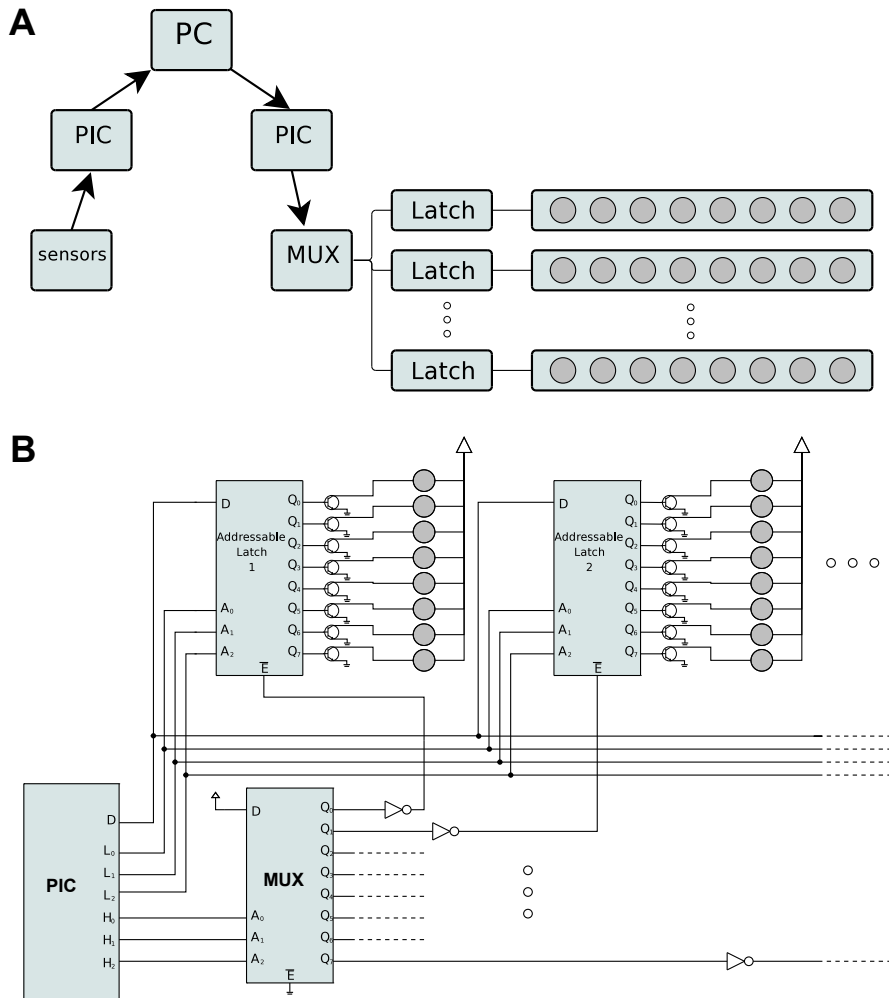 A
PC
PIC
PIC
sensors
MUX
Latch
Latch
Latch
B
D
Addressable
Latch
1
A0
A1
A2
E
Q0
Q1
Q2
Q3
Q4
Q5
Q6
Q7
D
Addressable
Latch
2
A0
A1
A2
E
Q0
Q1
Q2
Q3
Q4
Q5
Q6
Q7
PIC
D
L0
L1
L2
H0
H1
H2
MUX
D
A0
A1
A2
E
Q0
Q1
Q2
Q3
Q4
Q5
Q6
Q7